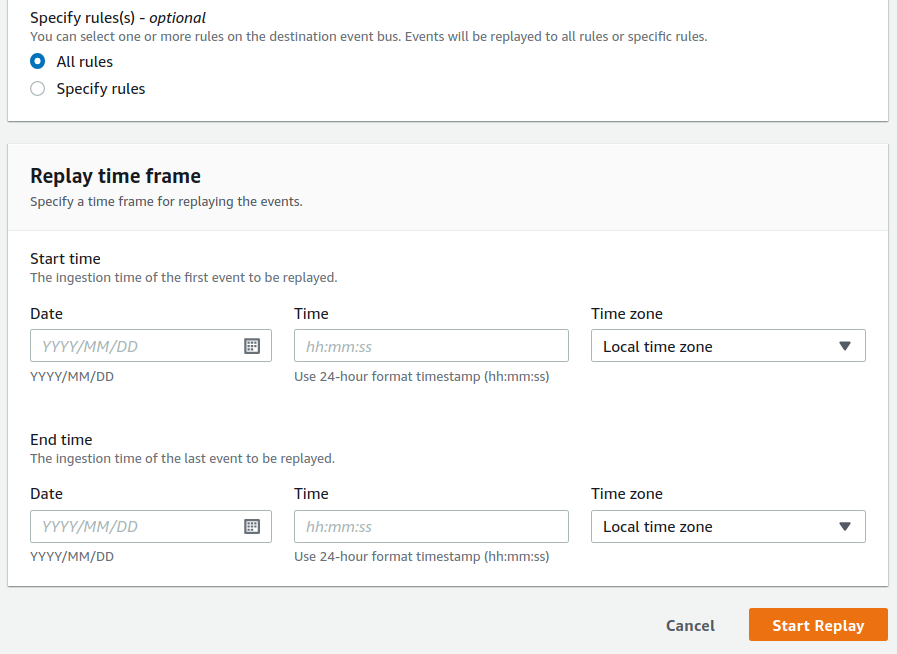 Specify rules(s) - optional
You can select one or more rules on the destination event bus. Events will be replayed to all rules or specific rules.
All rules
Specify rules
Replay time frame
Specify a time frame for replaying the events.
Start time
The ingestion time of the first event to be replayed.
Date Time Time zone
YYYY/MM/DD hh:mm:ss Local time zone
YYYY/MM/DD Use 24-hour format timestamp (hh:mm:ss)
End time
The ingestion time of the last event to be replayed.
Date Time Time zone
YYYY/MM/DD hh:mm:ss Local time zone
YYYY/MM/DD Use 24-hour format timestamp (hh:mm:ss)
Cancel Start Replay